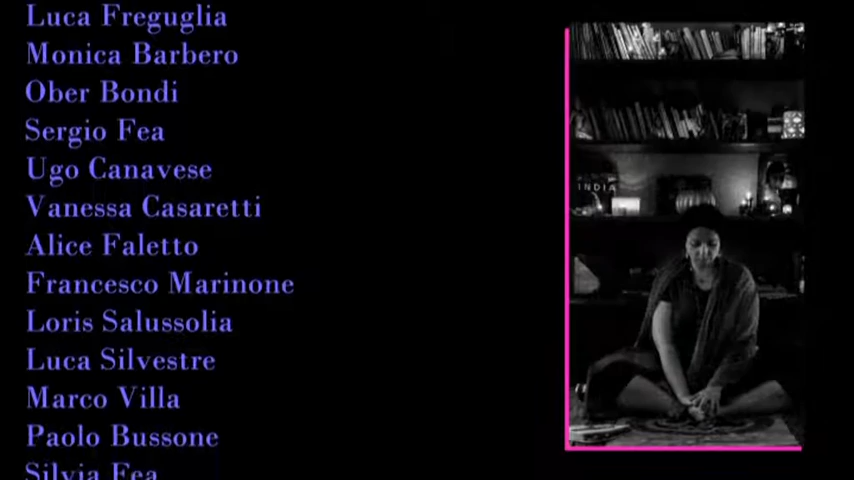 Luca Freguglia
Monica Barbero
Ober Bondi
Sergio Fea
Ugo Canavese
Vanessa Casaretti
Alice Faletto
Francesco Marinone
Loris Salussolia
Luca Silvestre
Marco Villa
Paolo Bussone
Silvia Fea
INDIA